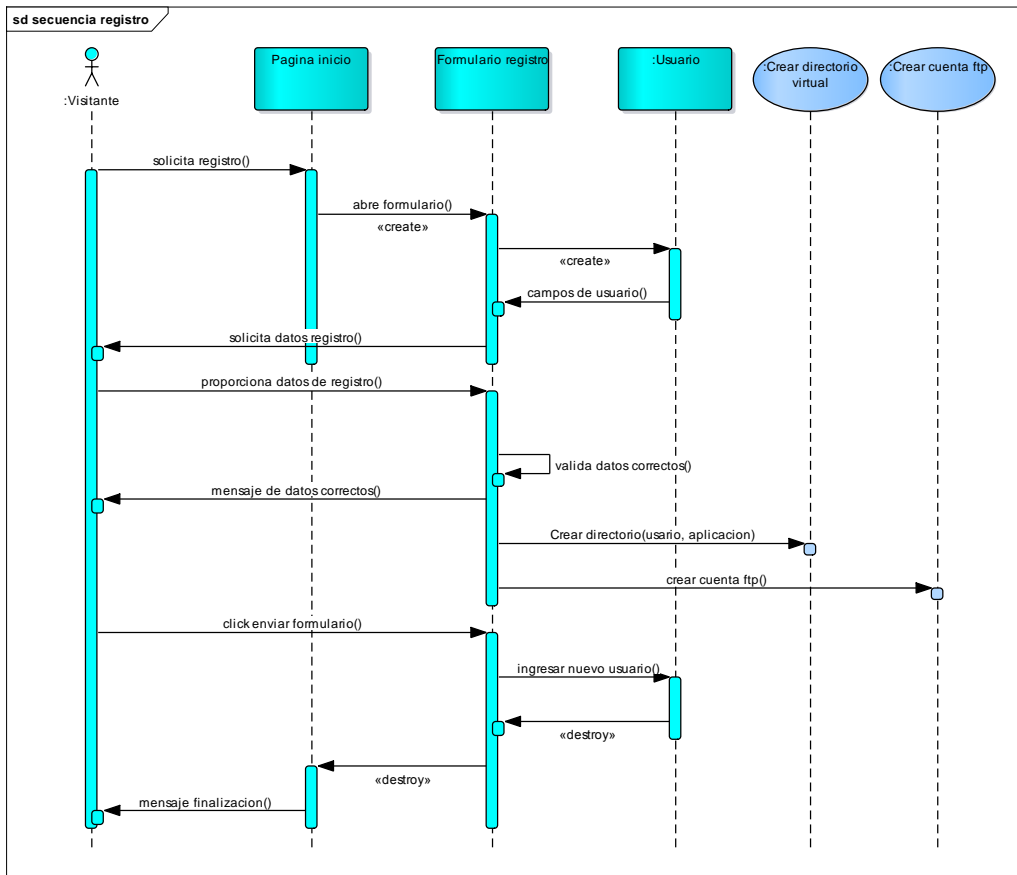 sd secuencia registro
:Visitante
Pagina inicio
Formulario registro
:Usuario
:Crear directorio
virtual
:Crear cuenta ftp
solicita registro()
abre formulario()
«create»
«create»
campos de usuario()
solicita datos registro()
proporciona datos de registro()
valida datos correctos()
mensaje de datos correctos()
Crear directorio(usario, aplicacion)
crear cuenta ftp()
click enviar formulario()
ingresar nuevo usuario()
«destroy»
«destroy»
mensaje finalizacion()